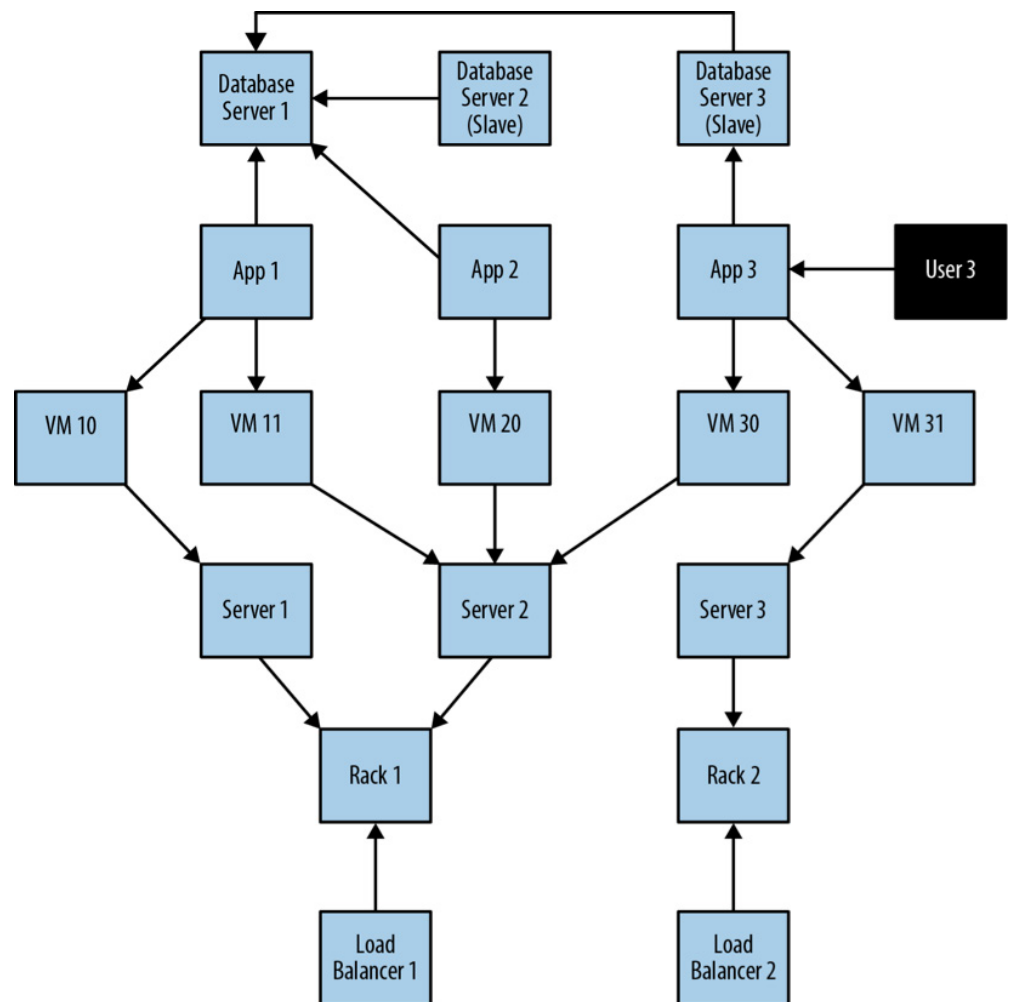 Database
Server 1
Database
Server 2
(Slave)
Database
Server 3
(Slave)
App 1
App 2
App 3
User 3
VM 10
VM 11
VM 20
VM 30
VM 31
Server 1
Server 2
Server 3
Rack 1
Rack 2
Load
Balancer 1
Load
Balancer 2